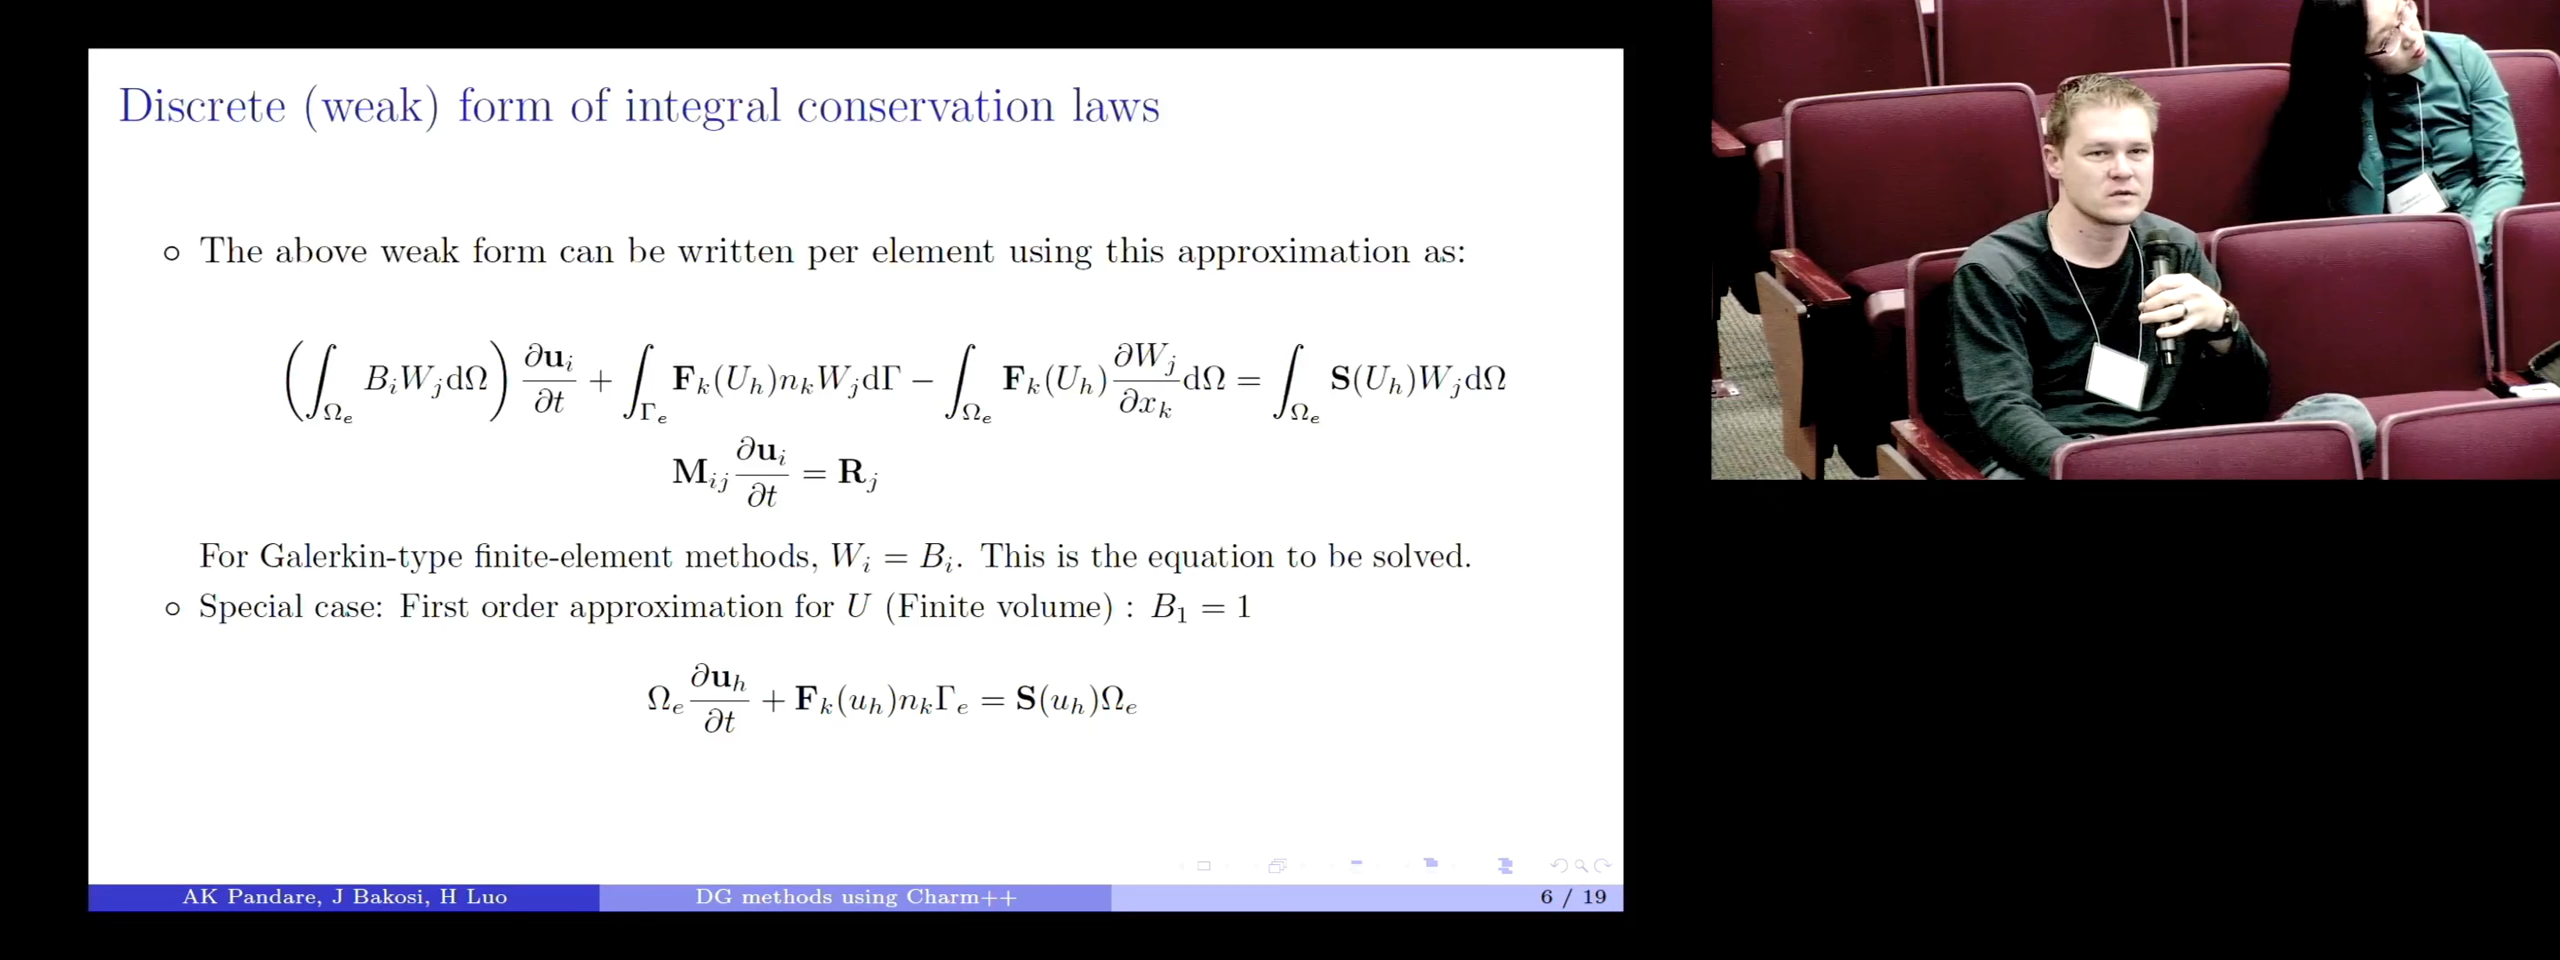 Discrete (weak) form of integral conservation laws
◦ The above weak form can be written per element using this approximation as:
(∫_{Ω_e} B_i W_j dΩ) ∂𝐮_i/∂t + ∫_{Γ_e} 𝐅_k(U_h) n_k W_j dΓ − ∫_{Ω_e} 𝐅_k(U_h) ∂W_j/∂x_k dΩ = ∫_{Ω_e} 𝐒(U_h) W_j dΩ
𝐌_{ij} ∂𝐮_i/∂t = 𝐑_j
For Galerkin-type finite-element methods, W_i = B_i. This is the equation to be solved.
◦ Special case: First order approximation for U (Finite volume) : B_1 = 1
Ω_e ∂𝐮_h/∂t + 𝐅_k(u_h) n_k Γ_e = 𝐒(u_h) Ω_e
AK Pandare, J Bakosi, H Luo DG methods using Charm++ 6 / 19